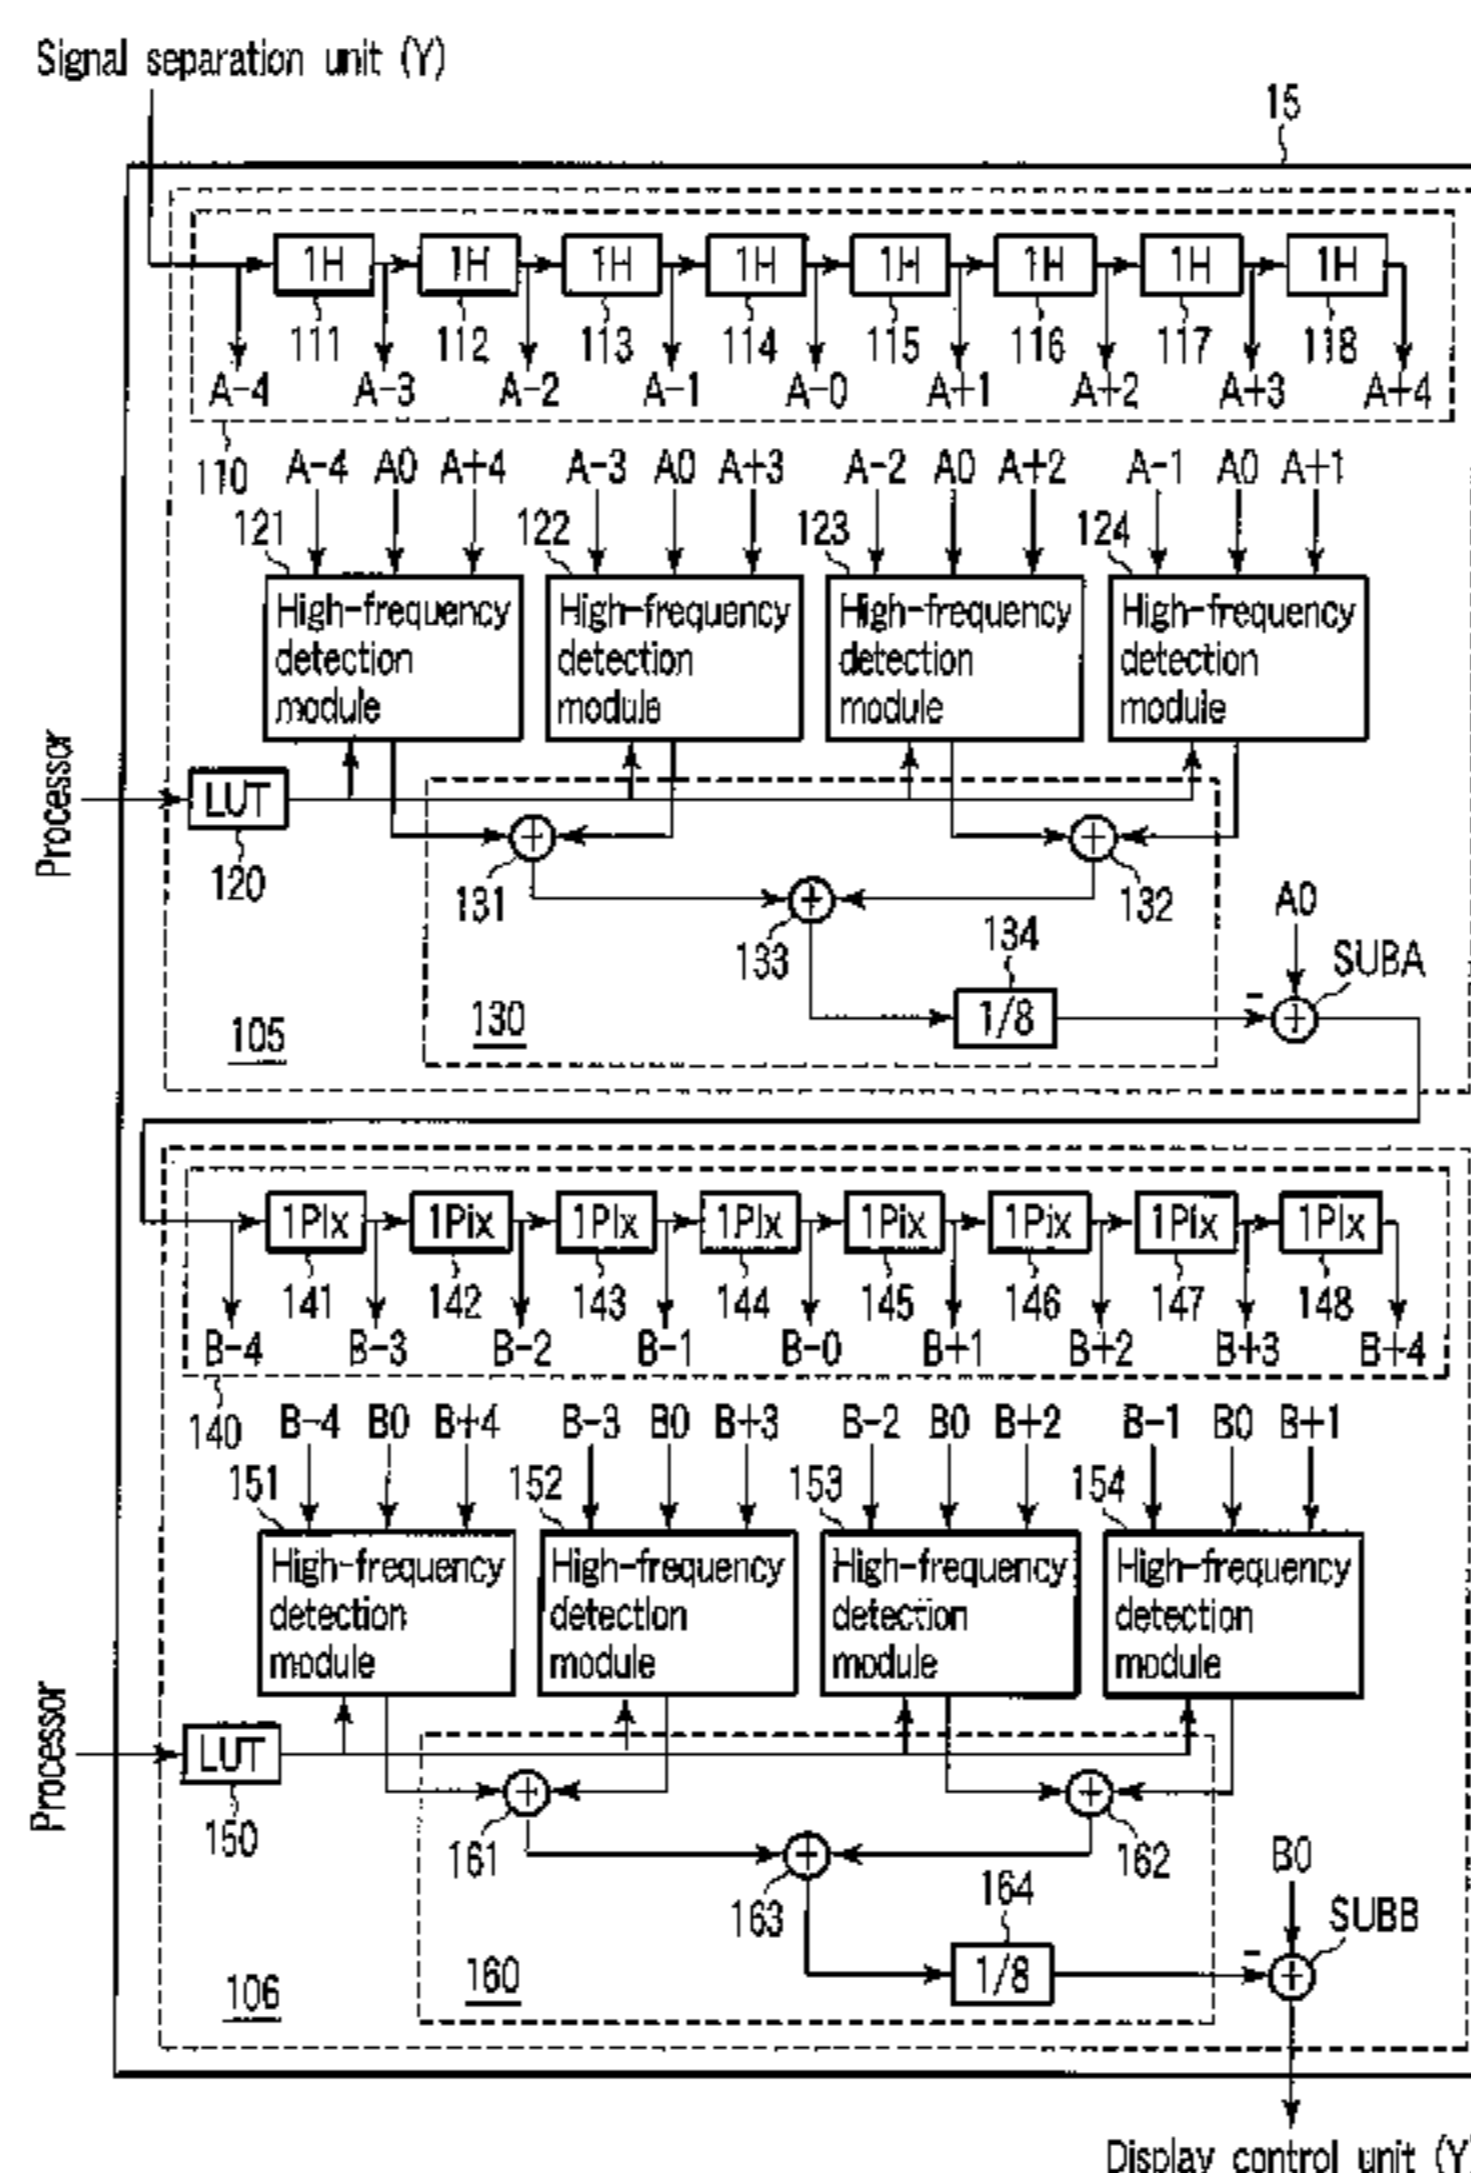 Signal separation unit (Y)
15
1H 1H 1H 1H 1H 1H 1H 1H
111 112 113 114 115 116 117 118
A-4 A-3 A-2 A-1 A-0 A+1 A+2 A+3 A+4
110
A-4 A0 A+4 A-3 A0 A+3 A-2 A0 A+2 A-1 A0 A+1
121 122 123 124
High-frequency detection module
High-frequency detection module
High-frequency detection module
High-frequency detection module
Processor
LUT
120
131
132
133
134
A0
SUBA
-
1/8
105
130
1Pix 1Pix 1Pix 1Pix 1Pix 1Pix 1Pix 1Pix
141 142 143 144 145 146 147 148
B-4 B-3 B-2 B-1 B-0 B+1 B+2 B+3 B+4
140
B-4 B0 B+4 B-3 B0 B+3 B-2 B0 B+2 B-1 B0 B+1
151 152 153 154
High-frequency detection module
High-frequency detection module
High-frequency detection module
High-frequency detection module
Processor
LUT
150
161
162
163
164
B0
SUBB
-
1/8
106
160
Display control unit (Y)